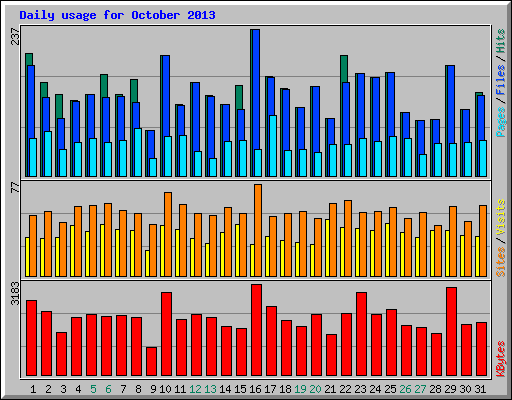 Daily usage for October 2013
237
Pages / Files / Hits
77
Sites / Visits
3183
KBytes
1 2 3 4 5 6 7 8 9 10 11 12 13 14 15 16 17 18 19 20 21 22 23 24 25 26 27 28 29 30 31